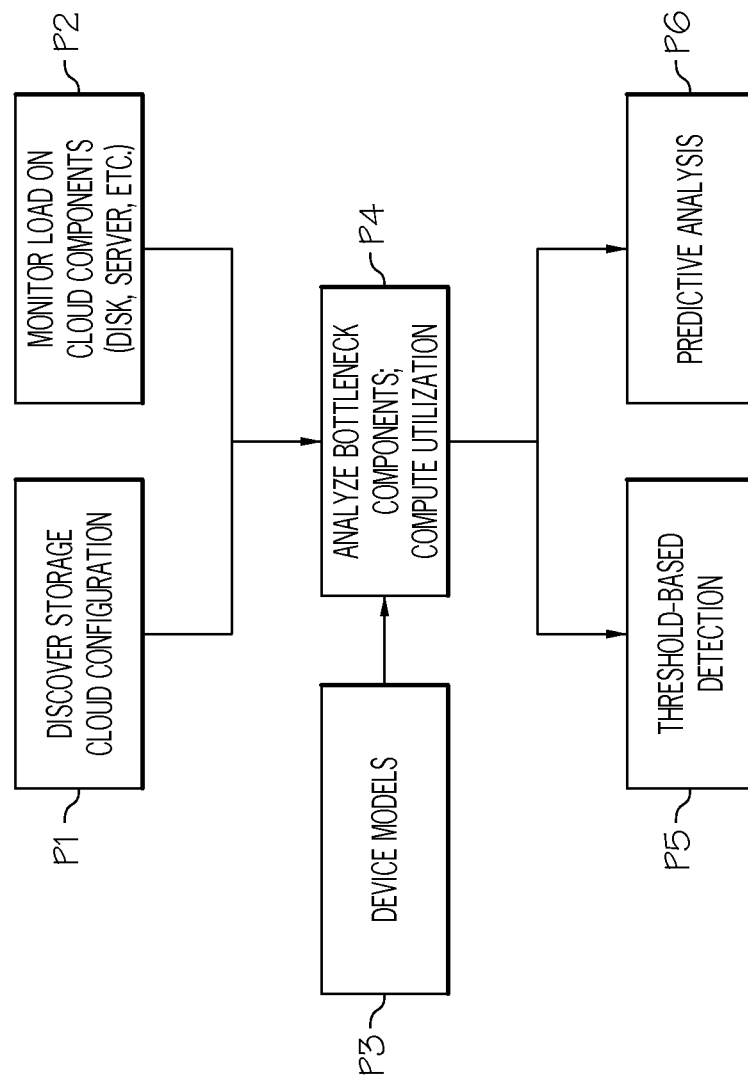 P1
DISCOVER STORAGE
CLOUD CONFIGURATION
MONITOR LOAD ON
CLOUD COMPONENTS
(DISK, SERVER, ETC.)
P2
P3
DEVICE MODELS
ANALYZE BOTTLENECK
COMPONENTS;
COMPUTE UTILIZATION
P4
P5
THRESHOLD-BASED
DETECTION
PREDICTIVE ANALYSIS
P6